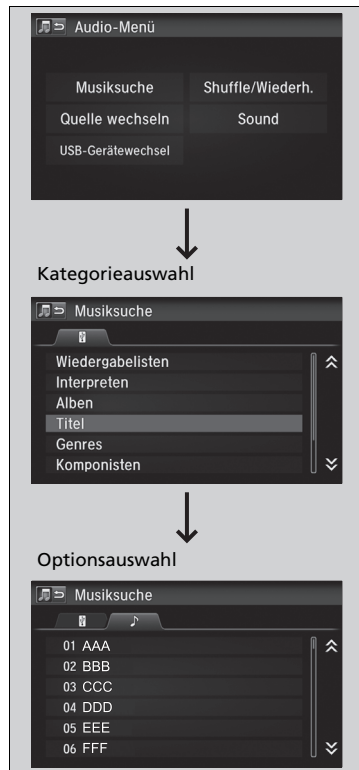 Audio-Menü
Musiksuche Shuffle/Wiederh.
Quelle wechseln Sound
USB-Gerätewechsel
Kategorieauswahl
Musiksuche
Wiedergabelisten
Interpreten
Alben
Titel
Genres
Komponisten
Optionsauswahl
Musiksuche
01 AAA
02 BBB
03 CCC
04 DDD
05 EEE
06 FFF